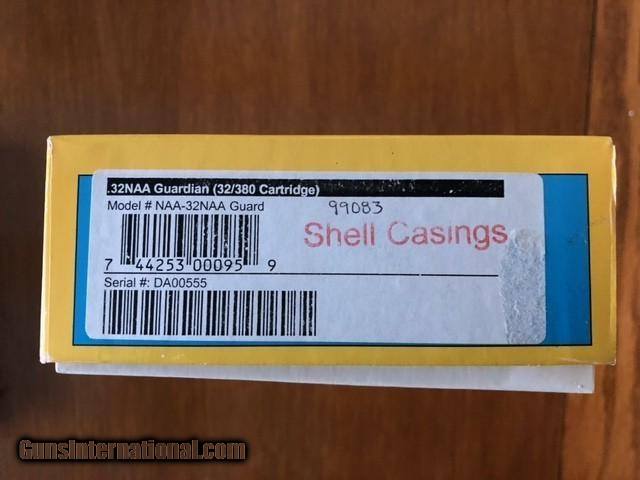 .32NAA Guardian (32/380 Cartridge)
Model # NAA-32NAA Guard
99083
Shell Casings
7 44253 00095 9
Serial #: DA00555
GunsInternational.com